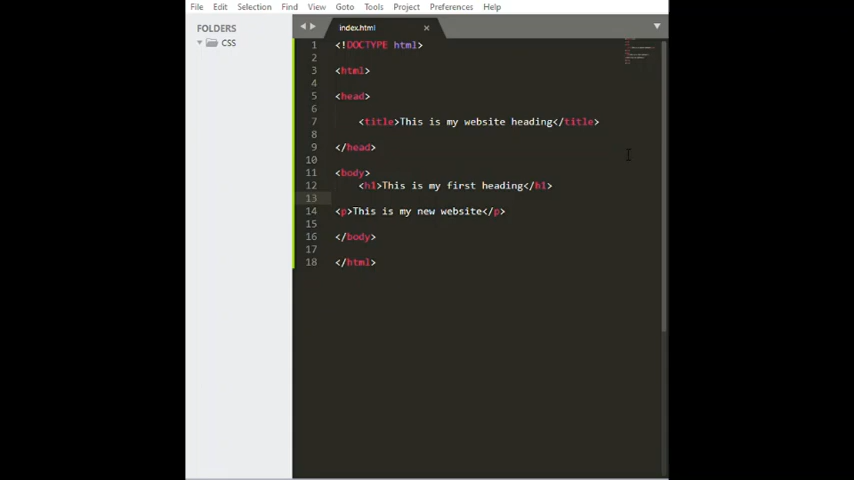 File Edit Selection Find View Goto Tools Project Preferences Help
FOLDERS
CSS
index.html
1 <!DOCTYPE html>
2
3 <html>
4
5 <head>
6
7 <title>This is my website heading</title>
8
9 </head>
10
11 <body>
12 <h1>This is my first heading</h1>
13
14 <p>This is my new website</p>
15
16 </body>
17
18 </html>